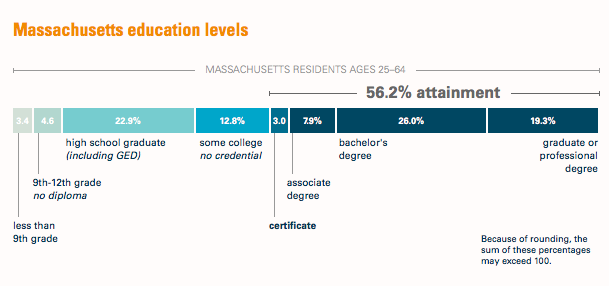 Massachusetts education levels
MASSACHUSETTS RESIDENTS AGES 25–64
56.2% attainment
3.4 4.6 22.9% 12.8% 3.0 7.9% 26.0% 19.3%
high school graduate
(including GED)
some college
no credential
bachelor's
degree
graduate or
professional
degree
9th-12th grade
no diploma
associate
degree
less than
9th grade
certificate
Because of rounding, the
sum of these percentages
may exceed 100.